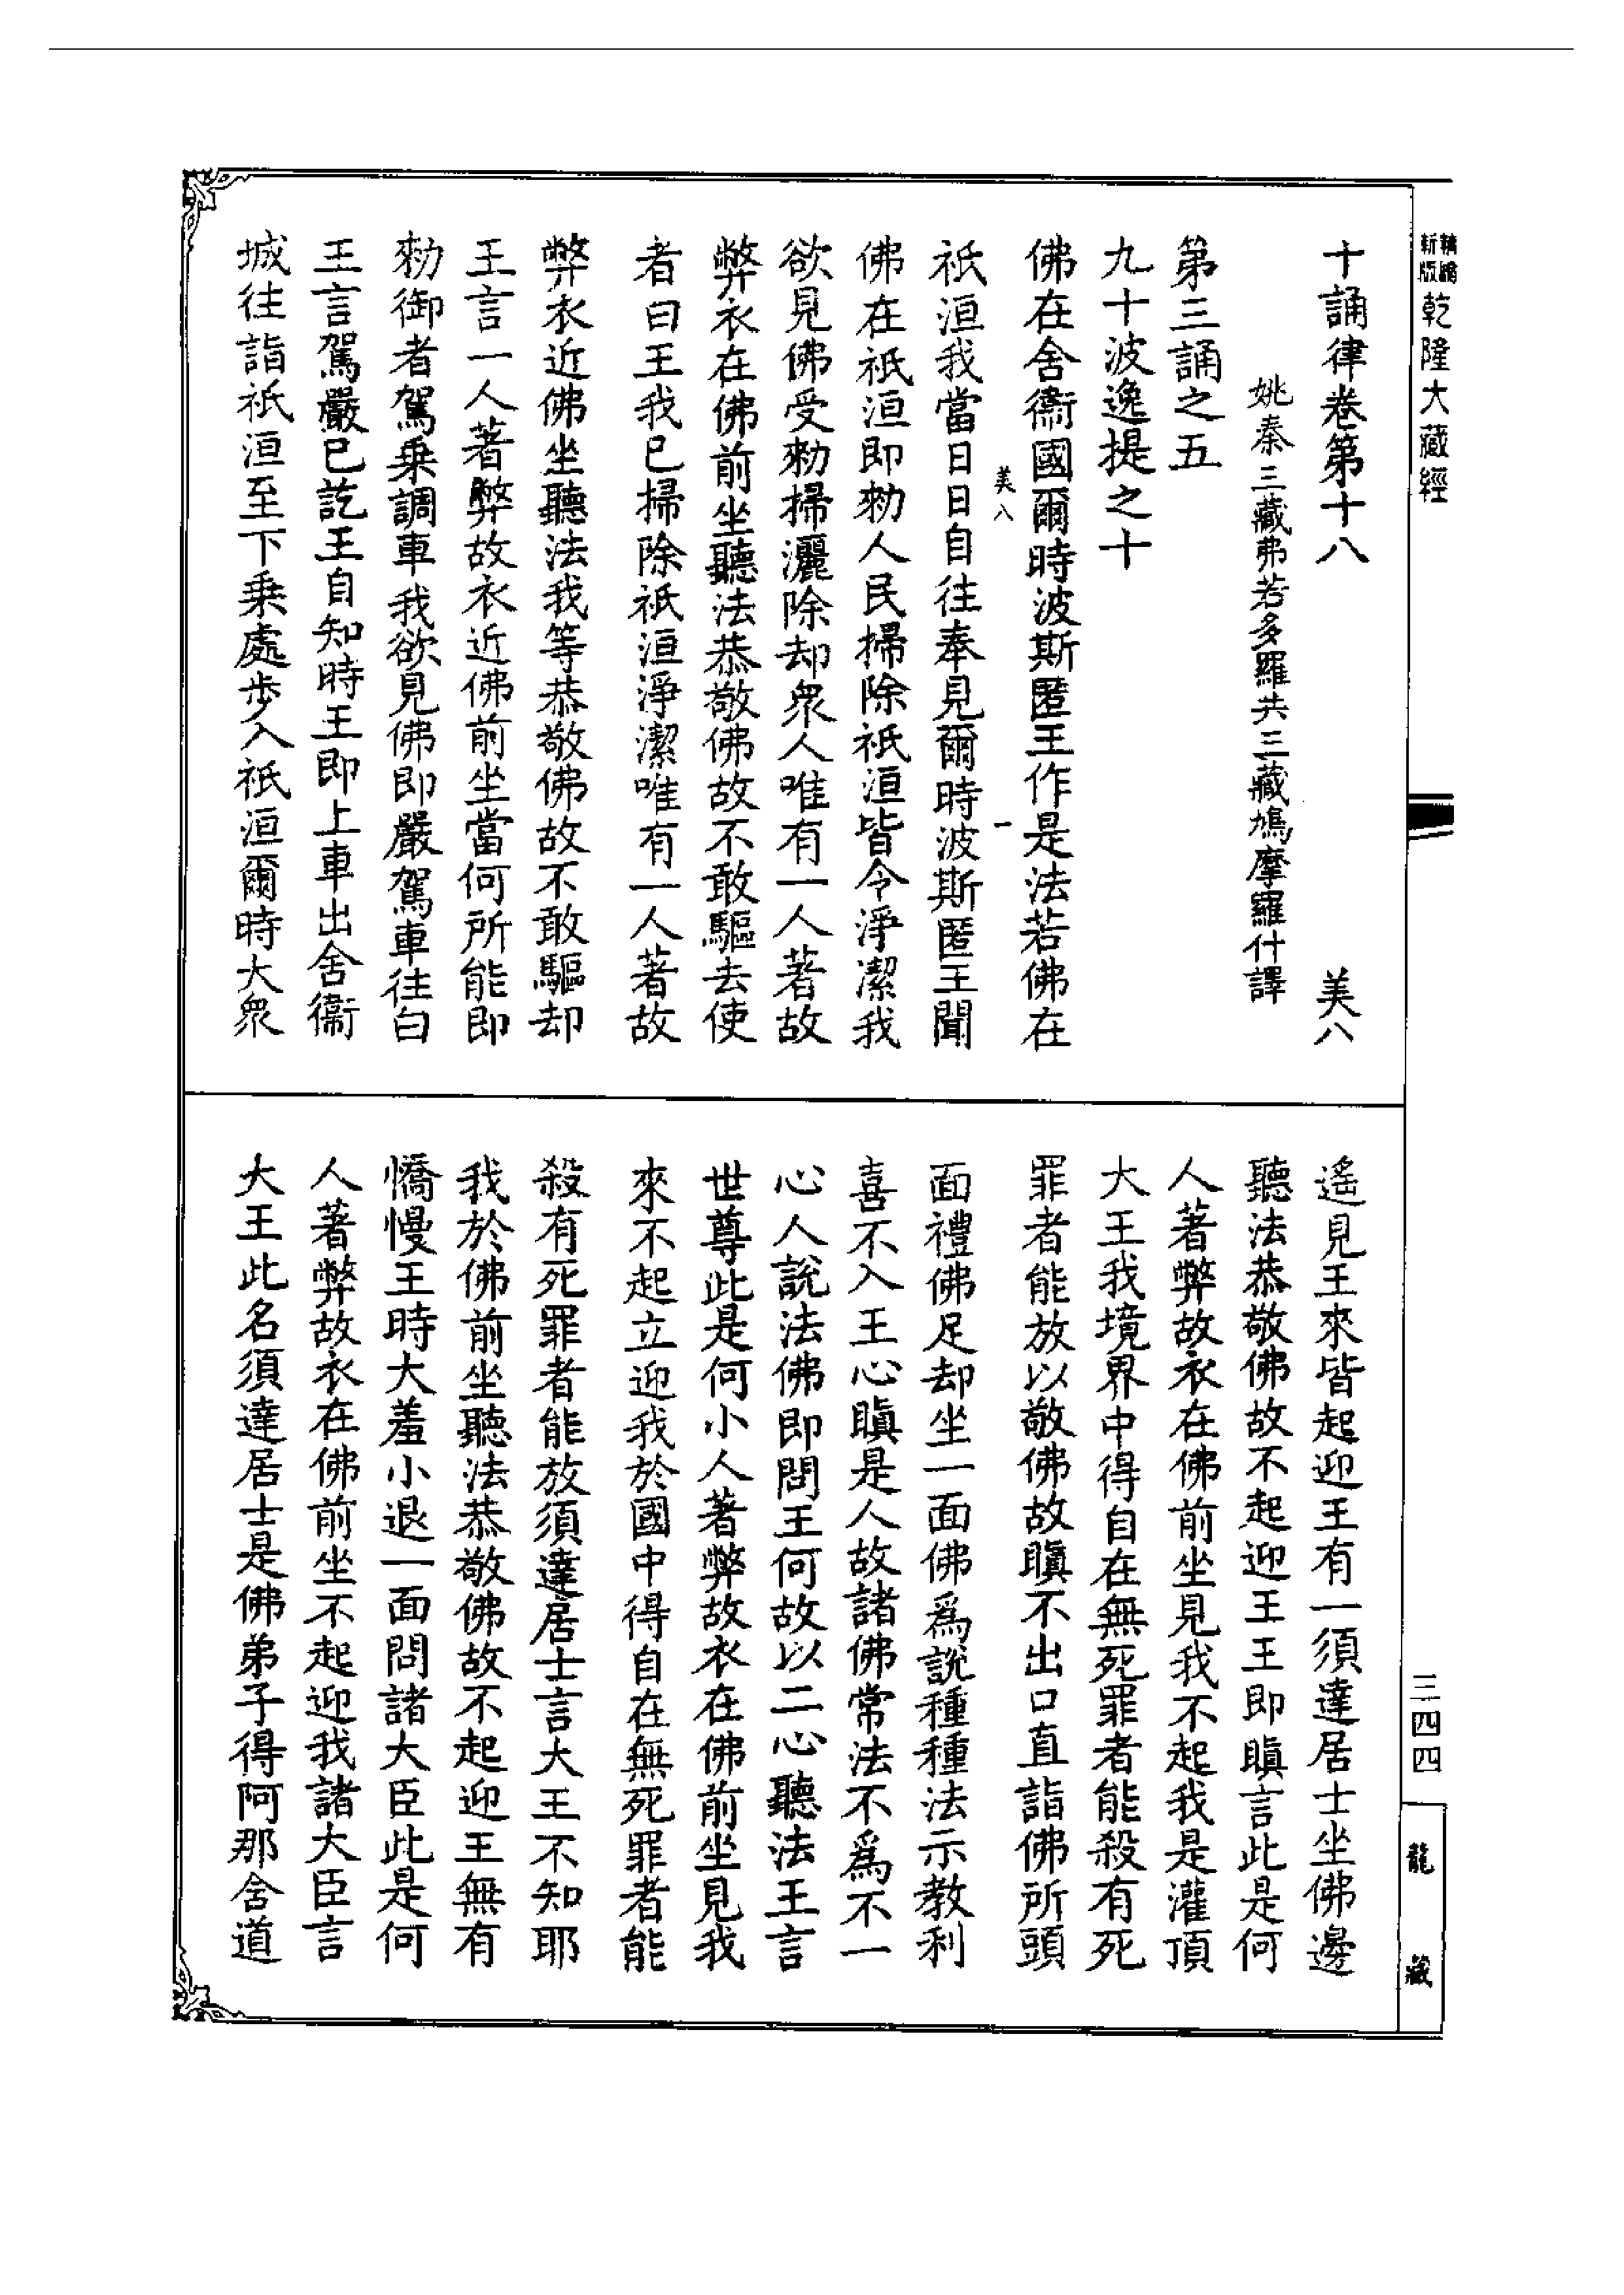 新版
乾隆大藏經
十誦律卷第十八 美八
姚秦三藏弗若多羅共三藏鳩摩羅什譯
第三誦之五
九十波逸提之十
佛在舍衞國爾時波斯匿王作是法若佛在
美八 一
祇洹我當日日自往奉見爾時波斯匿王聞
佛在祇洹即勑人民掃除祇洹皆令淨潔我
欲見佛受勑掃灑除却衆人唯有一人著故
弊衣在佛前坐聽法恭敬佛故不敢驅去使
者曰王我已掃除祇洹淨潔唯有一人著故
弊衣近佛坐聽法我等恭敬佛故不敢驅却
王言一人著弊故衣近佛前坐當何所能即
勑御者駕乗調車我欲見佛即嚴駕車往白
王言駕嚴已訖王自知時王即上車出舍衞
城往詣祇洹至下乗處步入祇洹爾時大衆
遙見王來皆起迎王有一須達居士坐佛邊
聽法恭敬佛故不起迎王王即瞋言此是何
人著弊故衣在佛前坐見我不起我是灌頂
大王我境界中得自在無死罪者能殺有死
罪者能放以敬佛故瞋不出口直詣佛所頭
面禮佛足却坐一面佛爲說種種法示教利
喜不入王心瞋是人故諸佛常法不爲不一
心人說法佛即問王何故以二心聽法王言
世尊此是何小人著弊故衣在佛前坐見我
來不起立迎我於國中得自在無死罪者能
殺有死罪者能放須達居士言大王不知耶
我於佛前坐聽法恭敬佛故不起迎王無有
憍慢王時大羞小退一面問諸大臣此是何
人著弊故衣在佛前坐不起迎我諸大臣言
大王此名須達居士是佛弟子得阿那含道
三四四
龍藏